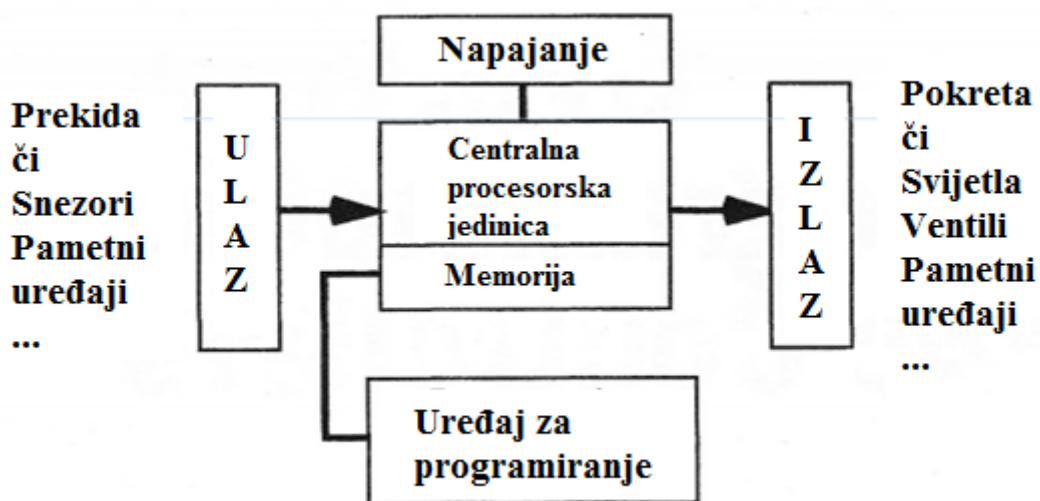 Napajanje
Prekida
či
Snezori
Pametni
uređaji
...
U
L
A
Z
Centralna
procesorska
jedinica
Memorija
I
Z
L
A
Z
Pokreta
či
Svijetla
Ventili
Pametni
uređaji
...
Uređaj za
programiranje